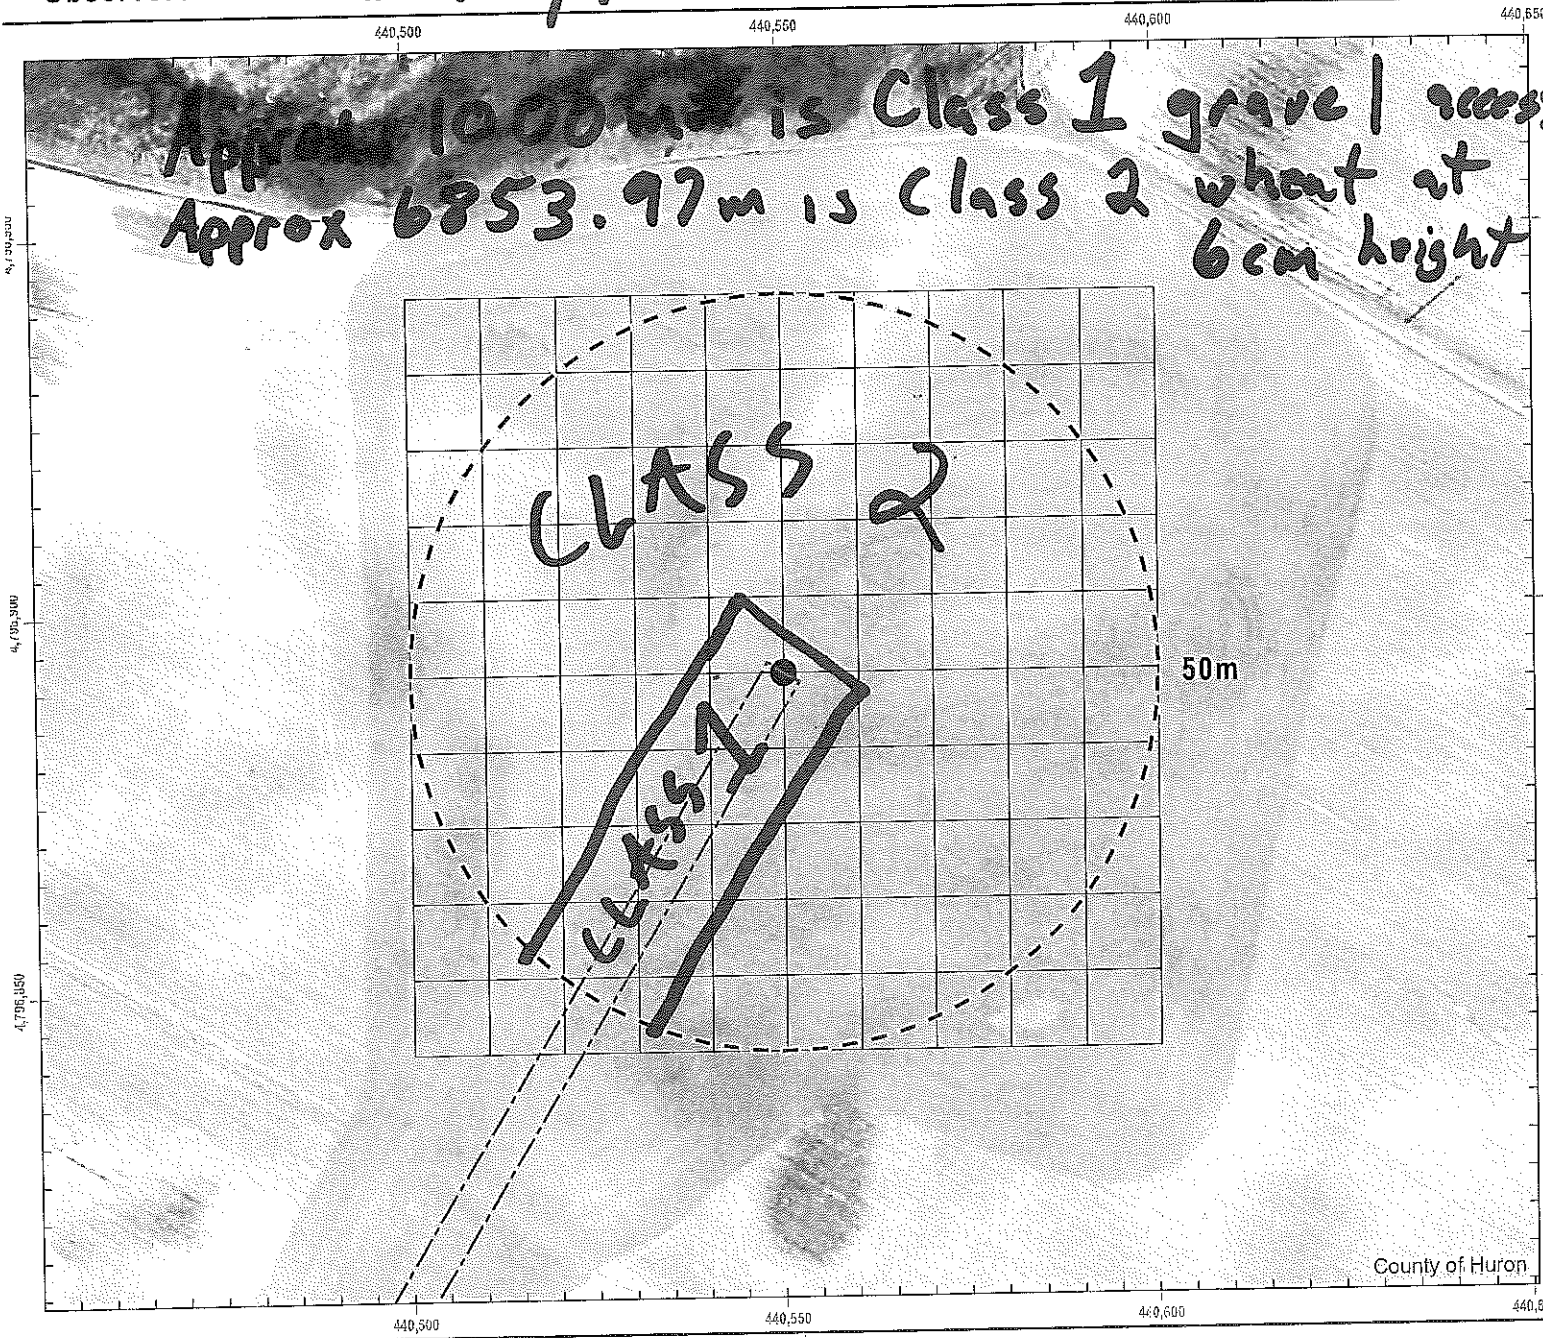 440,500 440,550 440,600 440,650
Approx 1000m² is Class 1 gravel access.
Approx 6853.97m is Class 2 wheat at
6cm height
CLASS 2
4,796,900
50m
CLASS 1
4,796,850
County of Huron
440,500 440,550 440,600